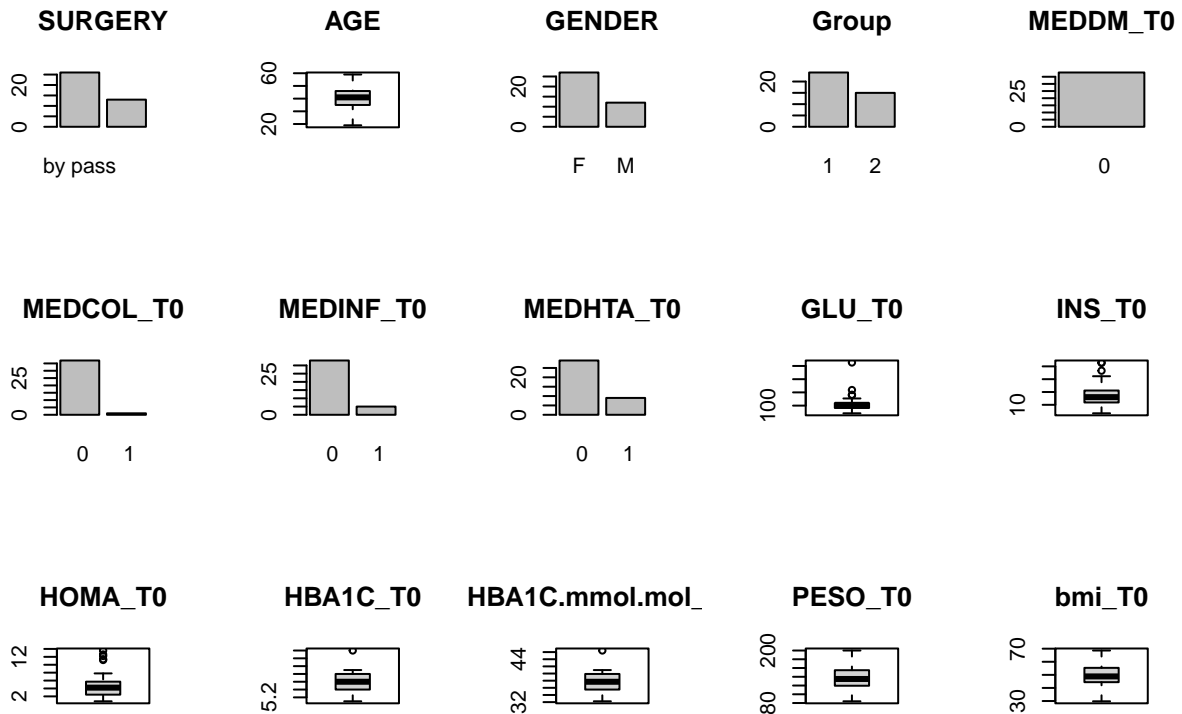 SURGERY
20
0
by pass
AGE
60
20
GENDER
20
0
F M
Group
20
0
1 2
MEDDM_T0
25
0
0
MEDCOL_T0
25
0
0 1
MEDINF_T0
25
0
0 1
MEDHTA_T0
20
0
0 1
GLU_T0
100
INS_T0
10
HOMA_T0
12
2
HBA1C_T0
5.2
HBA1C.mmol.mol_
44
32
PESO_T0
200
80
bmi_T0
70
30